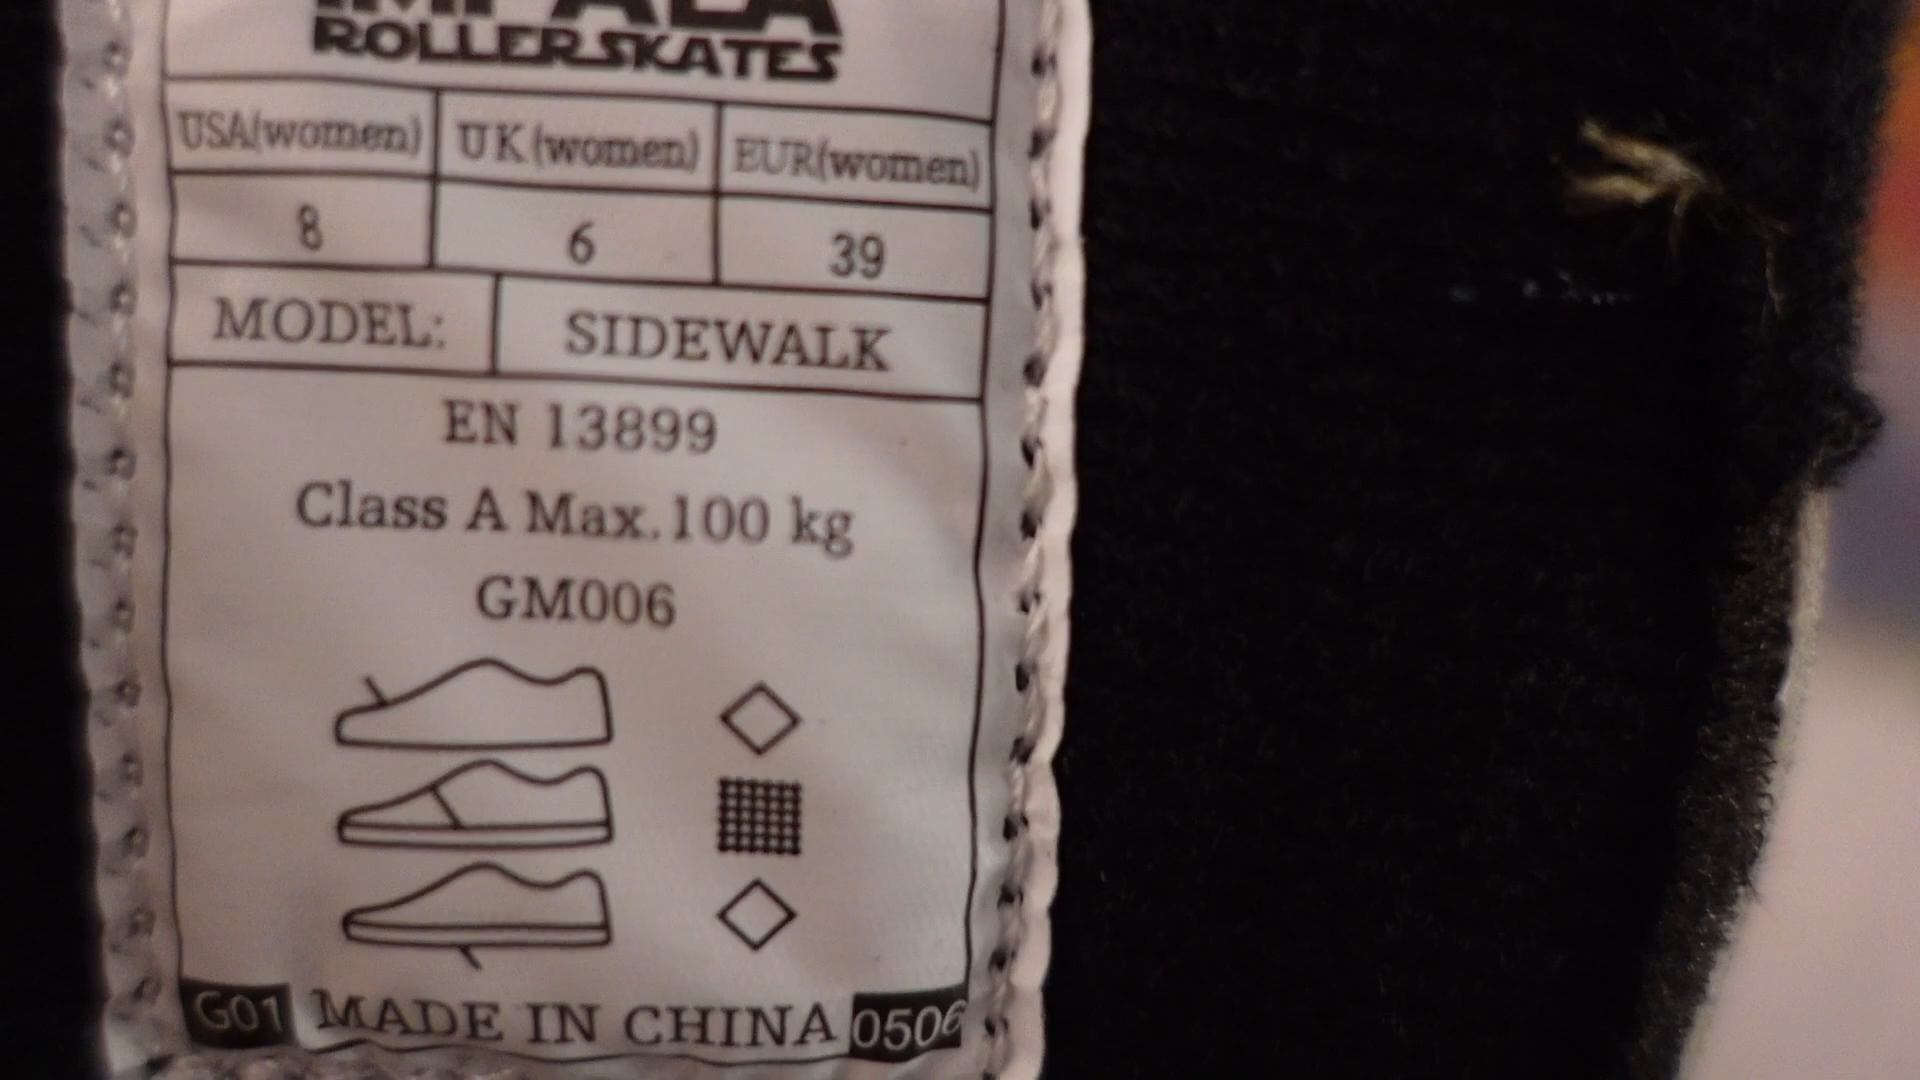 IMPALA
ROLLERSKATES
USA(women) UK(women) EUR(women)
8 6 39
MODEL: SIDEWALK
EN 13899
Class A Max.100 kg
GM006
G01 MADE IN CHINA 0506